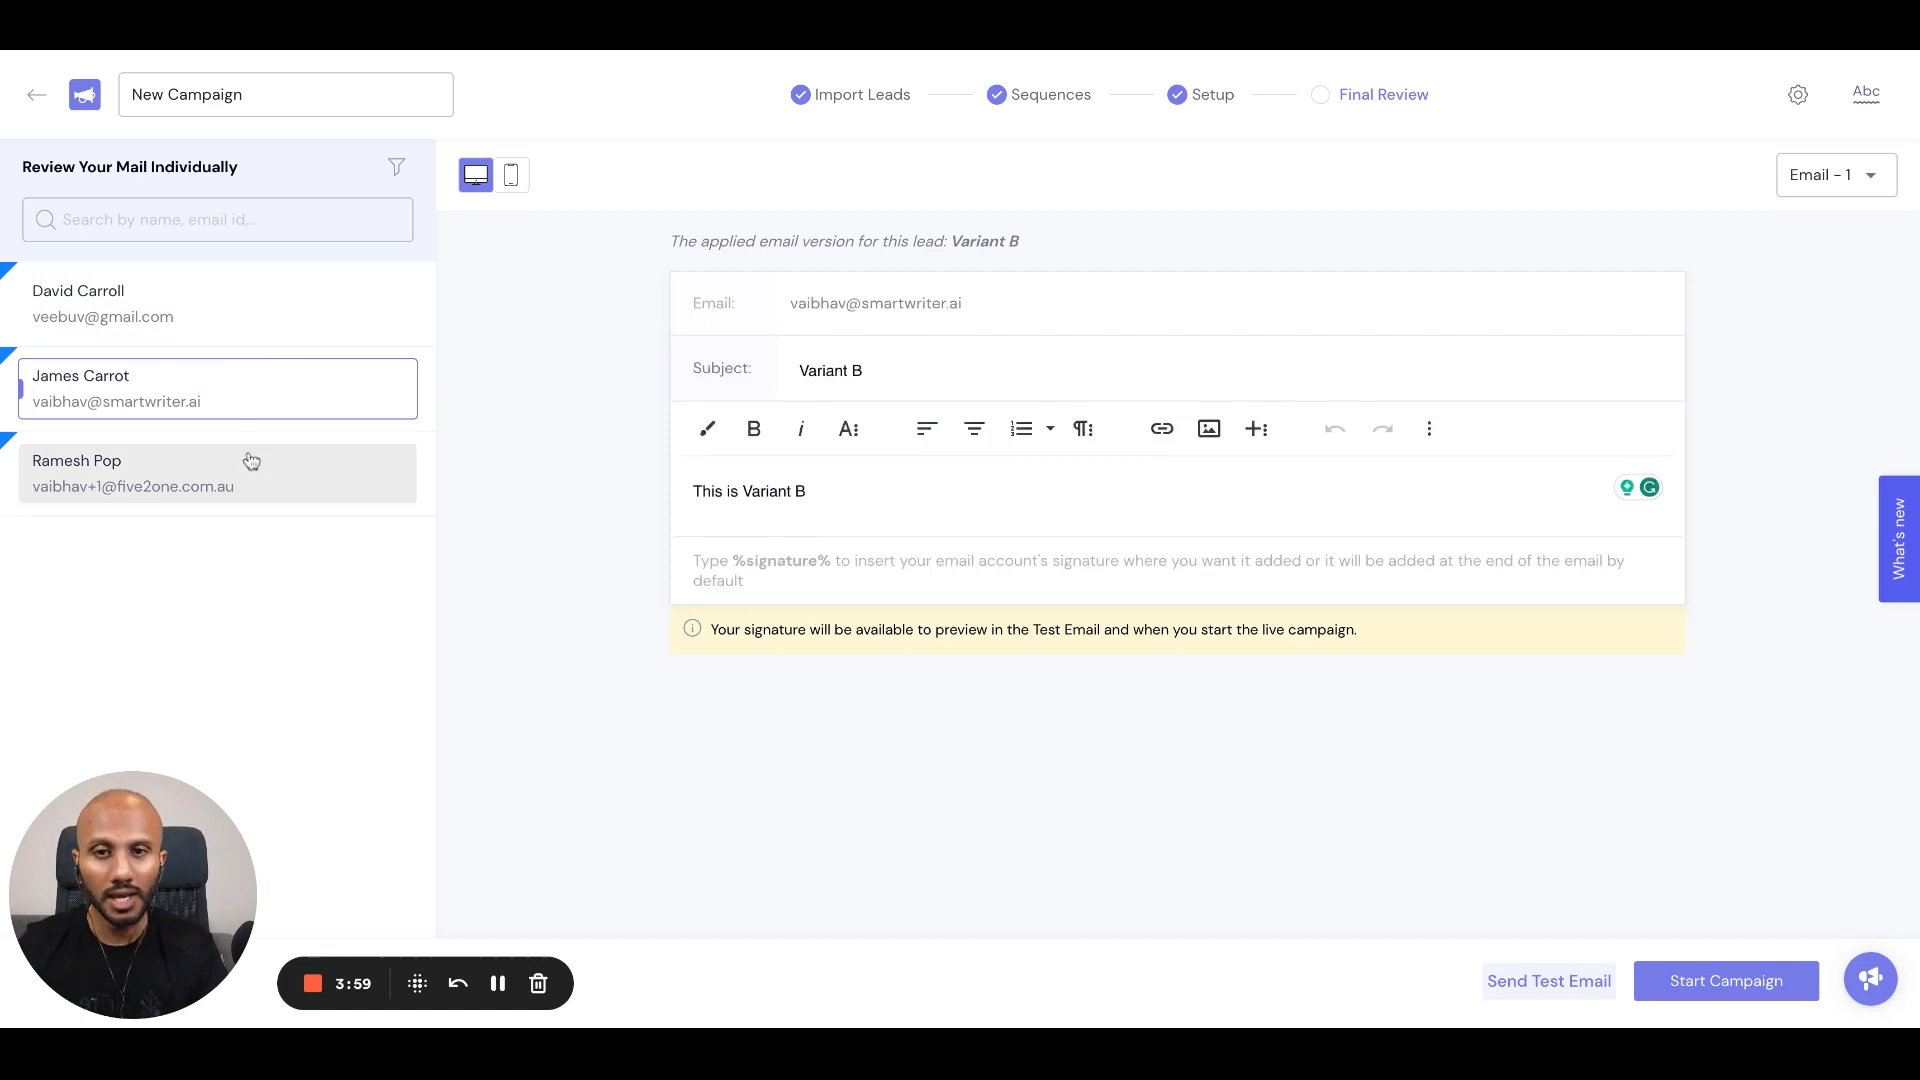 New Campaign
Import Leads
Sequences
Setup
Final Review
Abc
Review Your Mail Individually
Search by name, email id,..
Email - 1
The applied email version for this lead: Variant B
David Carroll
veebuv@gmail.com
Email:
vaibhav@smartwriter.ai
James Carrot
vaibhav@smartwriter.ai
Subject:
Variant B
Ramesh Pop
vaibhav+1@five2one.com.au
This is Variant B
Type %signature% to insert your email account's signature where you want it added or it will be added at the end of the email by
default
Your signature will be available to preview in the Test Email and when you start the live campaign.
What's new
3:59
Send Test Email
Start Campaign